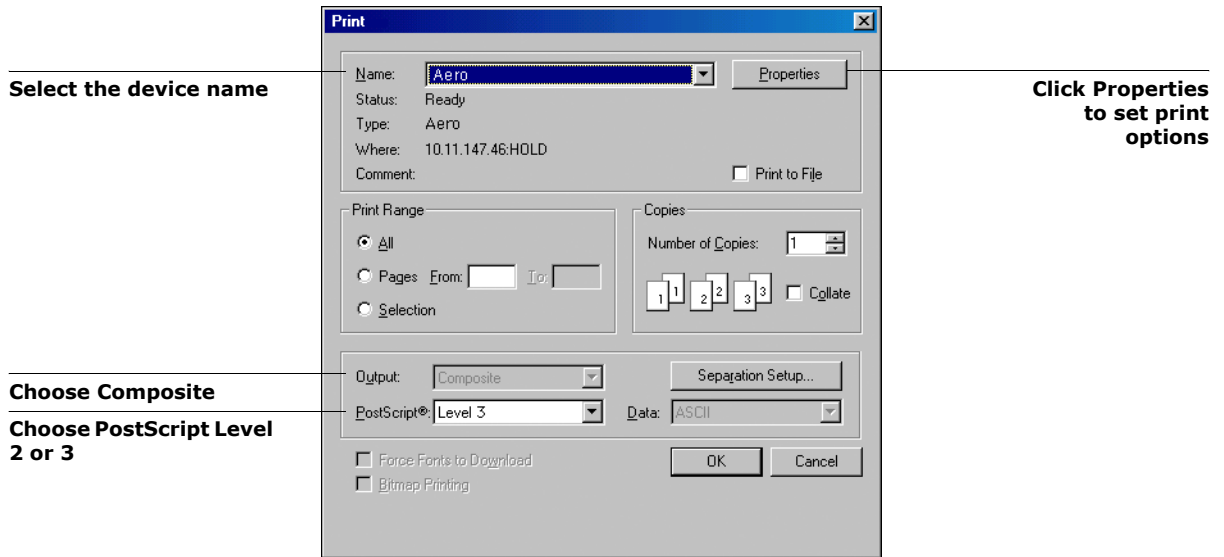 Print
Select the device name
Name: Aero Properties
Click Properties
to set print
options
Status: Ready
Type: Aero
Where: 10.11.147.46:HOLD
Comment: Print to File
Print Range
All
Pages From: To:
Selection
Copies
Number of Copies: 1
1 1 2 2 3 3 Collate
Choose Composite
Output: Composite Separation Setup...
Choose PostScript Level
2 or 3
PostScript®: Level 3 Data: ASCII
Force Fonts to Download
Bitmap Printing
OK Cancel